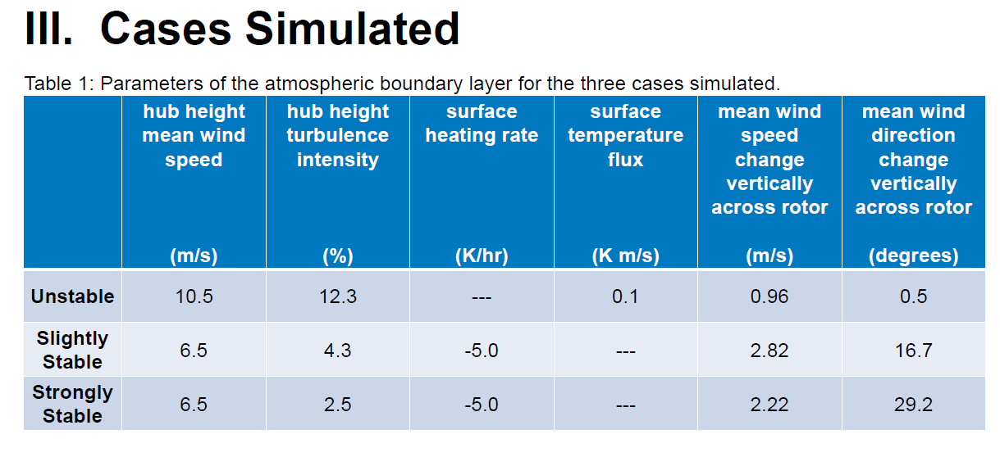 III. Cases Simulated
Table 1: Parameters of the atmospheric boundary layer for the three cases simulated.
hub height mean wind speed (m/s) hub height turbulence intensity (%) surface heating rate (K/hr) surface temperature flux (K m/s) mean wind speed change vertically across rotor (m/s) mean wind direction change vertically across rotor (degrees)
Unstable 10.5 12.3 --- 0.1 0.96 0.5
Slightly Stable 6.5 4.3 -5.0 --- 2.82 16.7
Strongly Stable 6.5 2.5 -5.0 --- 2.22 29.2